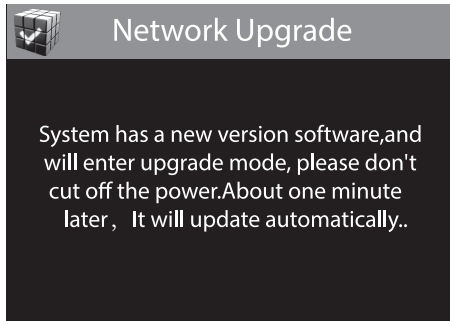 Network Upgrade
System has a new version software,and
will enter upgrade mode, please don't
cut off the power.About one minute
later， It will update automatically..